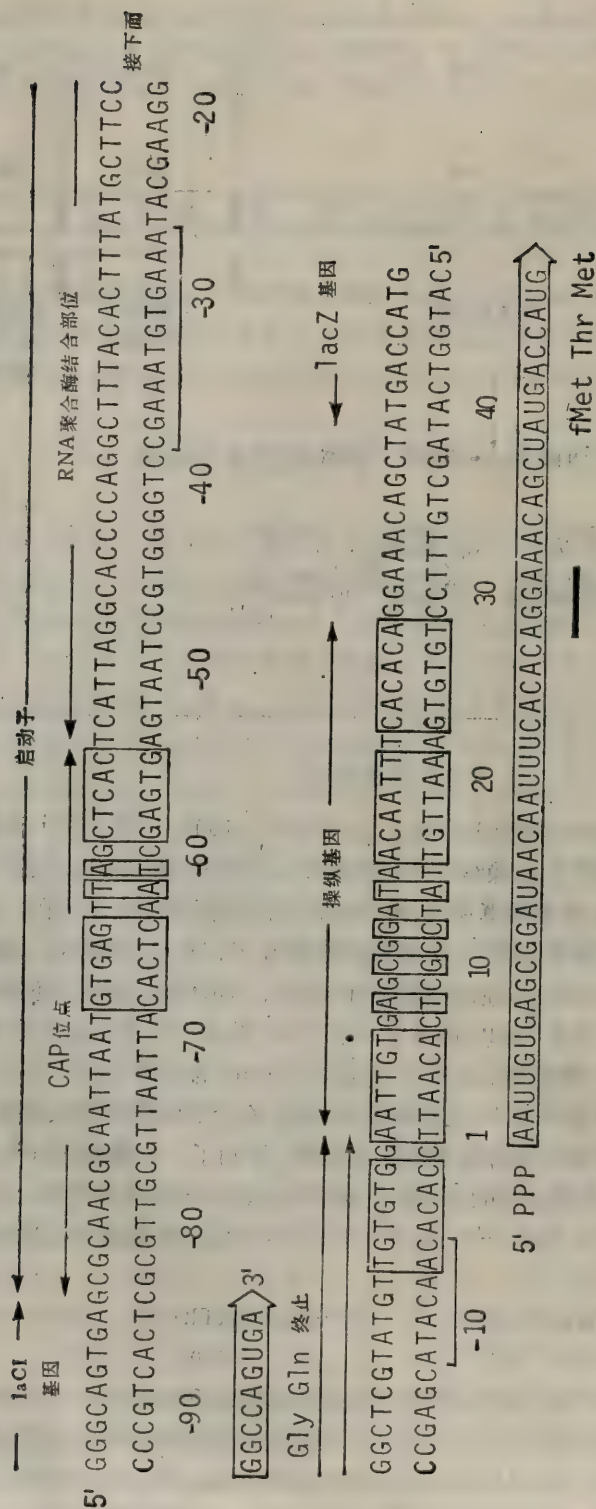 lacI 基因 启动子
CAP位点 RNA聚合酶结合部位
5' GGGCAGTGAGCGCAACGCAATTAATGTGAGTTAGCTCACTCATTAGGCACCCCAGGCTTTACACTTTATGCTTCC 接下面
CCCGTCACTCGCGTTGCGTTAATTACACTCAATCGAGTGAGTAATCCGTGGGGTCCGAAATGTGAAATACGAAGG
-90 -80 -70 -60 -50 -40 -30 -20
GGCCAGUGA 3'
Gly Gln 终止
操纵基因 lacZ 基因
GGCTCGTATGTTGTGTGGAATTGTGAGCGGATAACAATTTCACACAGGAAACAGCTATGACCATG
CCGAGCATACAACACACCTTAACACTCGCCTATTGTTAAAGTGTGTCCTTTGTCGATACTGGTAC5'
-10 1 10 20 30 40
5' PPP AAUUGUGAGCGGAUAACAAUUUCACACAGGAAACAGCUAUGACCAUG
fMet Thr Met